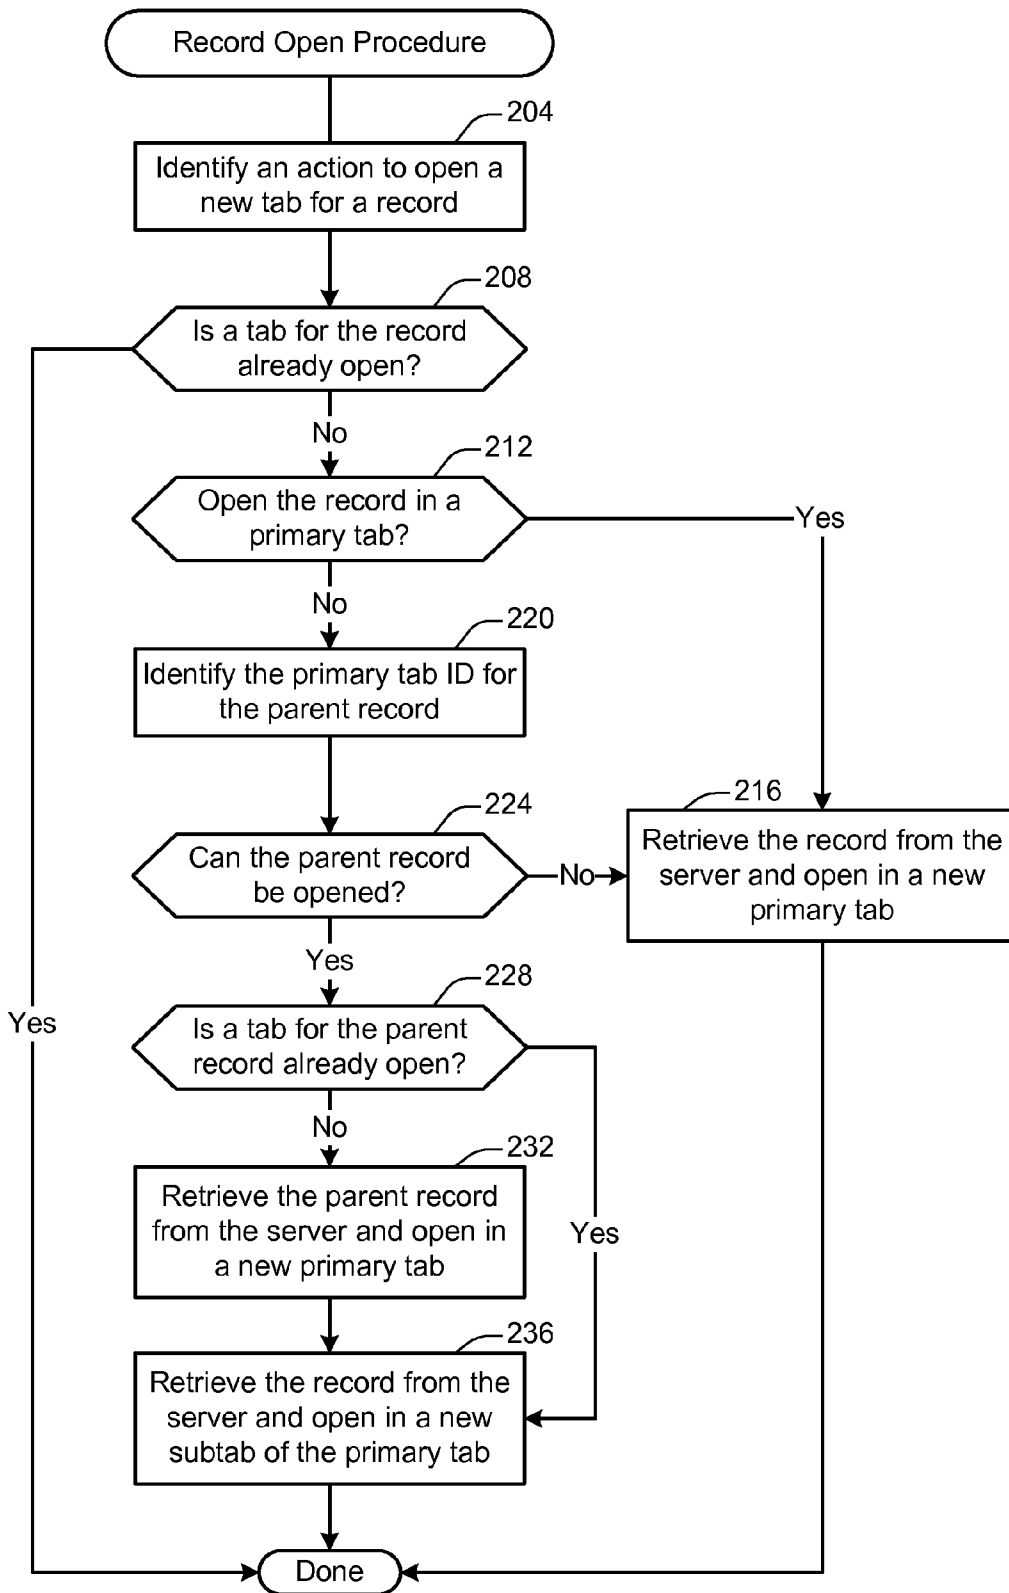 Record Open Procedure
204
Identify an action to open a
new tab for a record
208
Is a tab for the record
already open?
No
212
Open the record in a
primary tab?
Yes
No
220
Identify the primary tab ID for
the parent record
216
Retrieve the record from the
server and open in a new
primary tab
224
Can the parent record
be opened?
No
Yes
228
Is a tab for the parent
record already open?
Yes
No
232
Retrieve the parent record
from the server and open in
a new primary tab
Yes
236
Retrieve the record from the
server and open in a new
subtab of the primary tab
Done